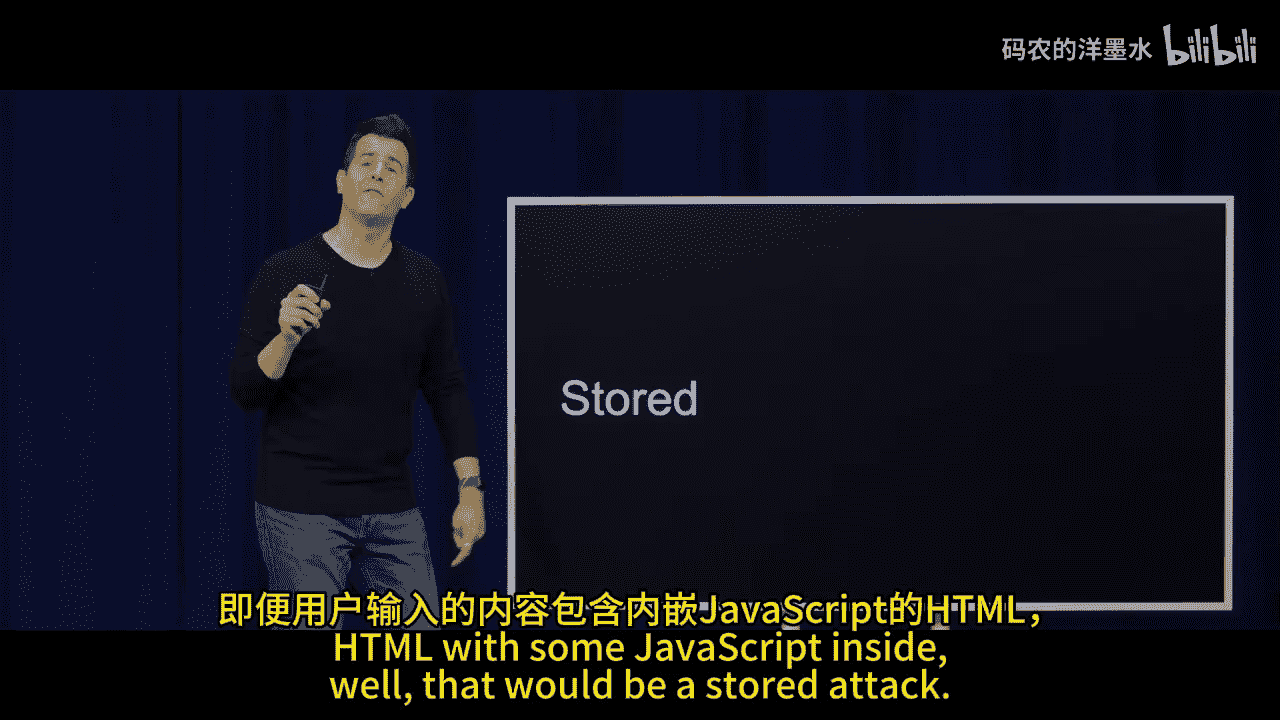 码农的洋墨水 bilibili
Stored
即便用户输入的内容包含内嵌JavaScript的HTML，
HTML with some JavaScript inside,
well, that would be a stored attack.